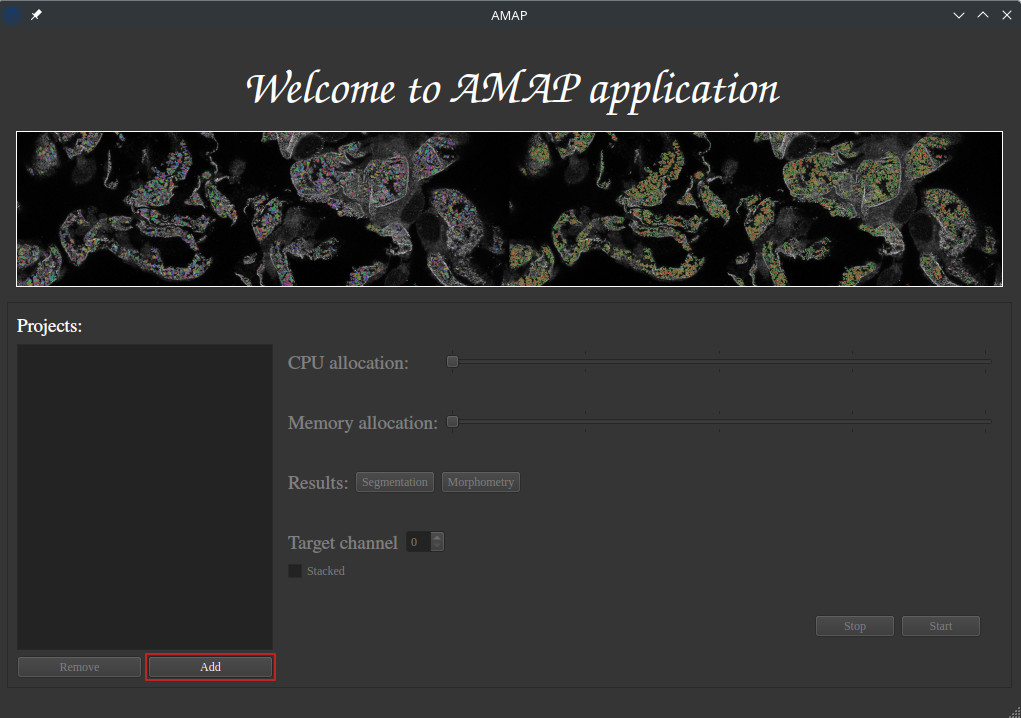 AMAP
Welcome to AMAP application
Projects:
CPU allocation:
Memory allocation:
Results: Segmentation Morphometry
Target channel 0
Stacked
Stop Start
Remove Add